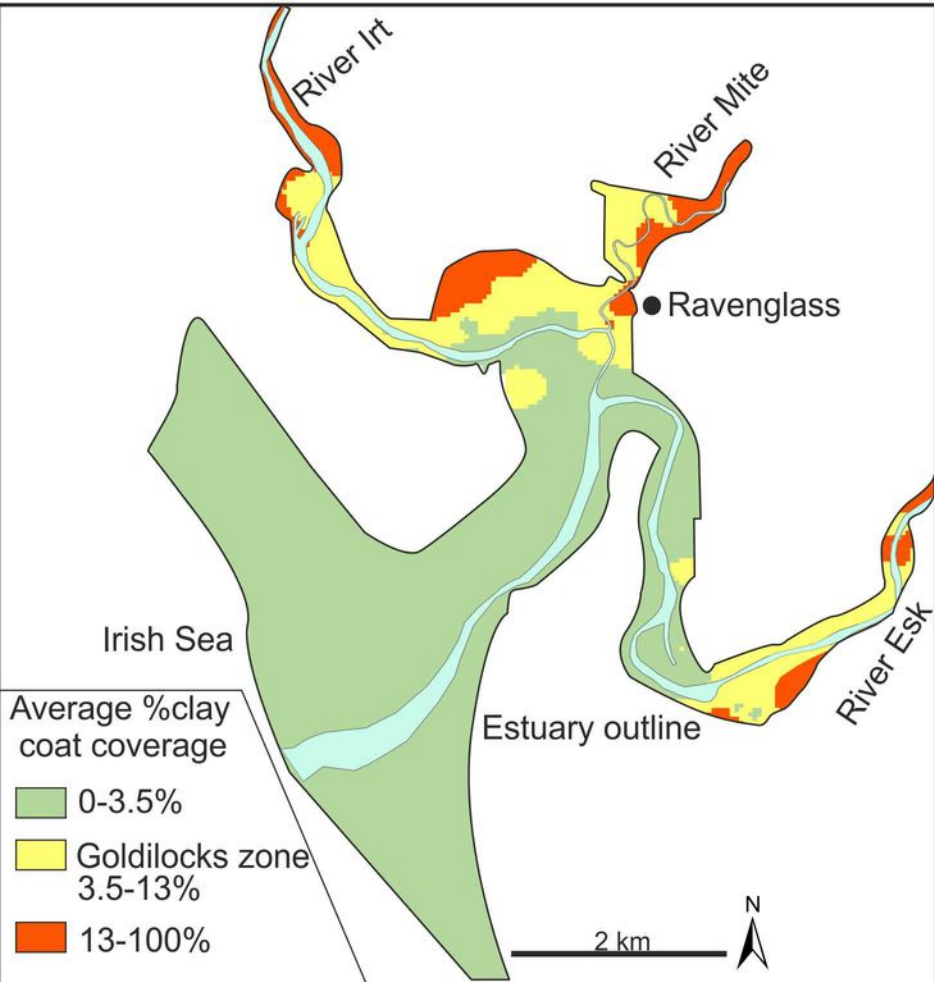 River Irt
River Mite
Ravenglass
Irish Sea
River Esk
Estuary outline
Average %clay
coat coverage
0-3.5%
Goldilocks zone
3.5-13%
13-100%
2 km
N